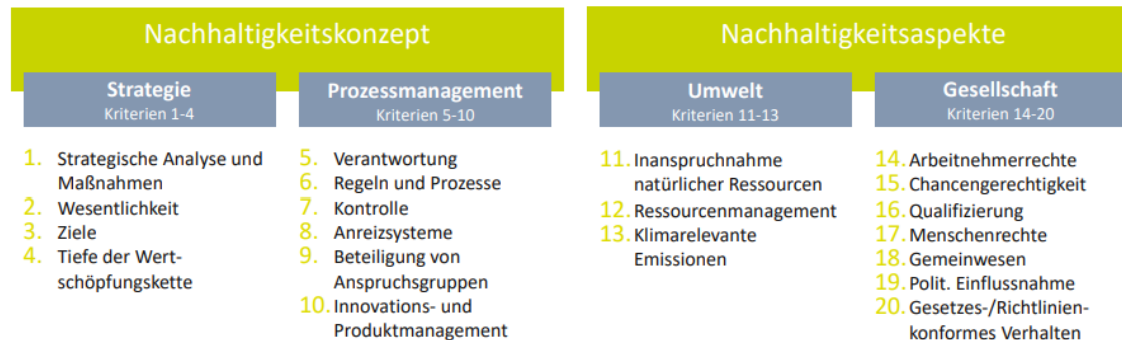 Nachhaltigkeitskonzept
Strategie
Kriterien 1-4
1. Strategische Analyse und
Maßnahmen
2. Wesentlichkeit
3. Ziele
4. Tiefe der Wert-
schöpfungskette
Prozessmanagement
Kriterien 5-10
5. Verantwortung
6. Regeln und Prozesse
7. Kontrolle
8. Anreizsysteme
9. Beteiligung von
Anspruchsgruppen
10. Innovations- und
Produktmanagement
Nachhaltigkeitsaspekte
Umwelt
Kriterien 11-13
11. Inanspruchnahme
natürlicher Ressourcen
12. Ressourcenmanagement
13. Klimarelevante
Emissionen
Gesellschaft
Kriterien 14-20
14. Arbeitnehmerrechte
15. Chancengerechtigkeit
16. Qualifizierung
17. Menschenrechte
18. Gemeinwesen
19. Polit. Einflussnahme
20. Gesetzes-/Richtlinien-
konformes Verhalten